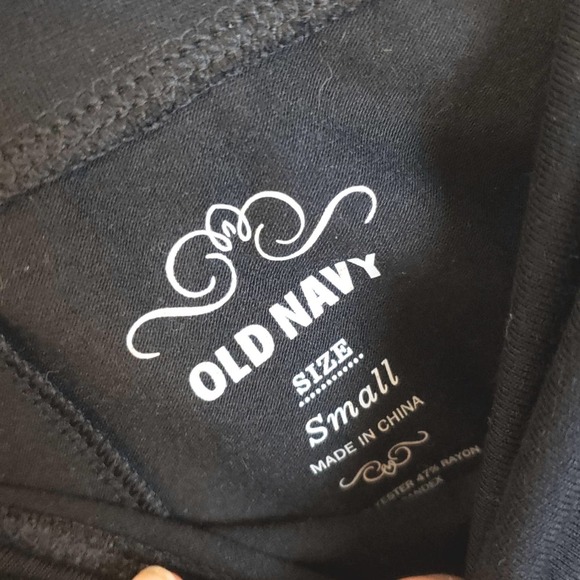 OLD NAVY
SIZE
Small
MADE IN CHINA
47% RAYON